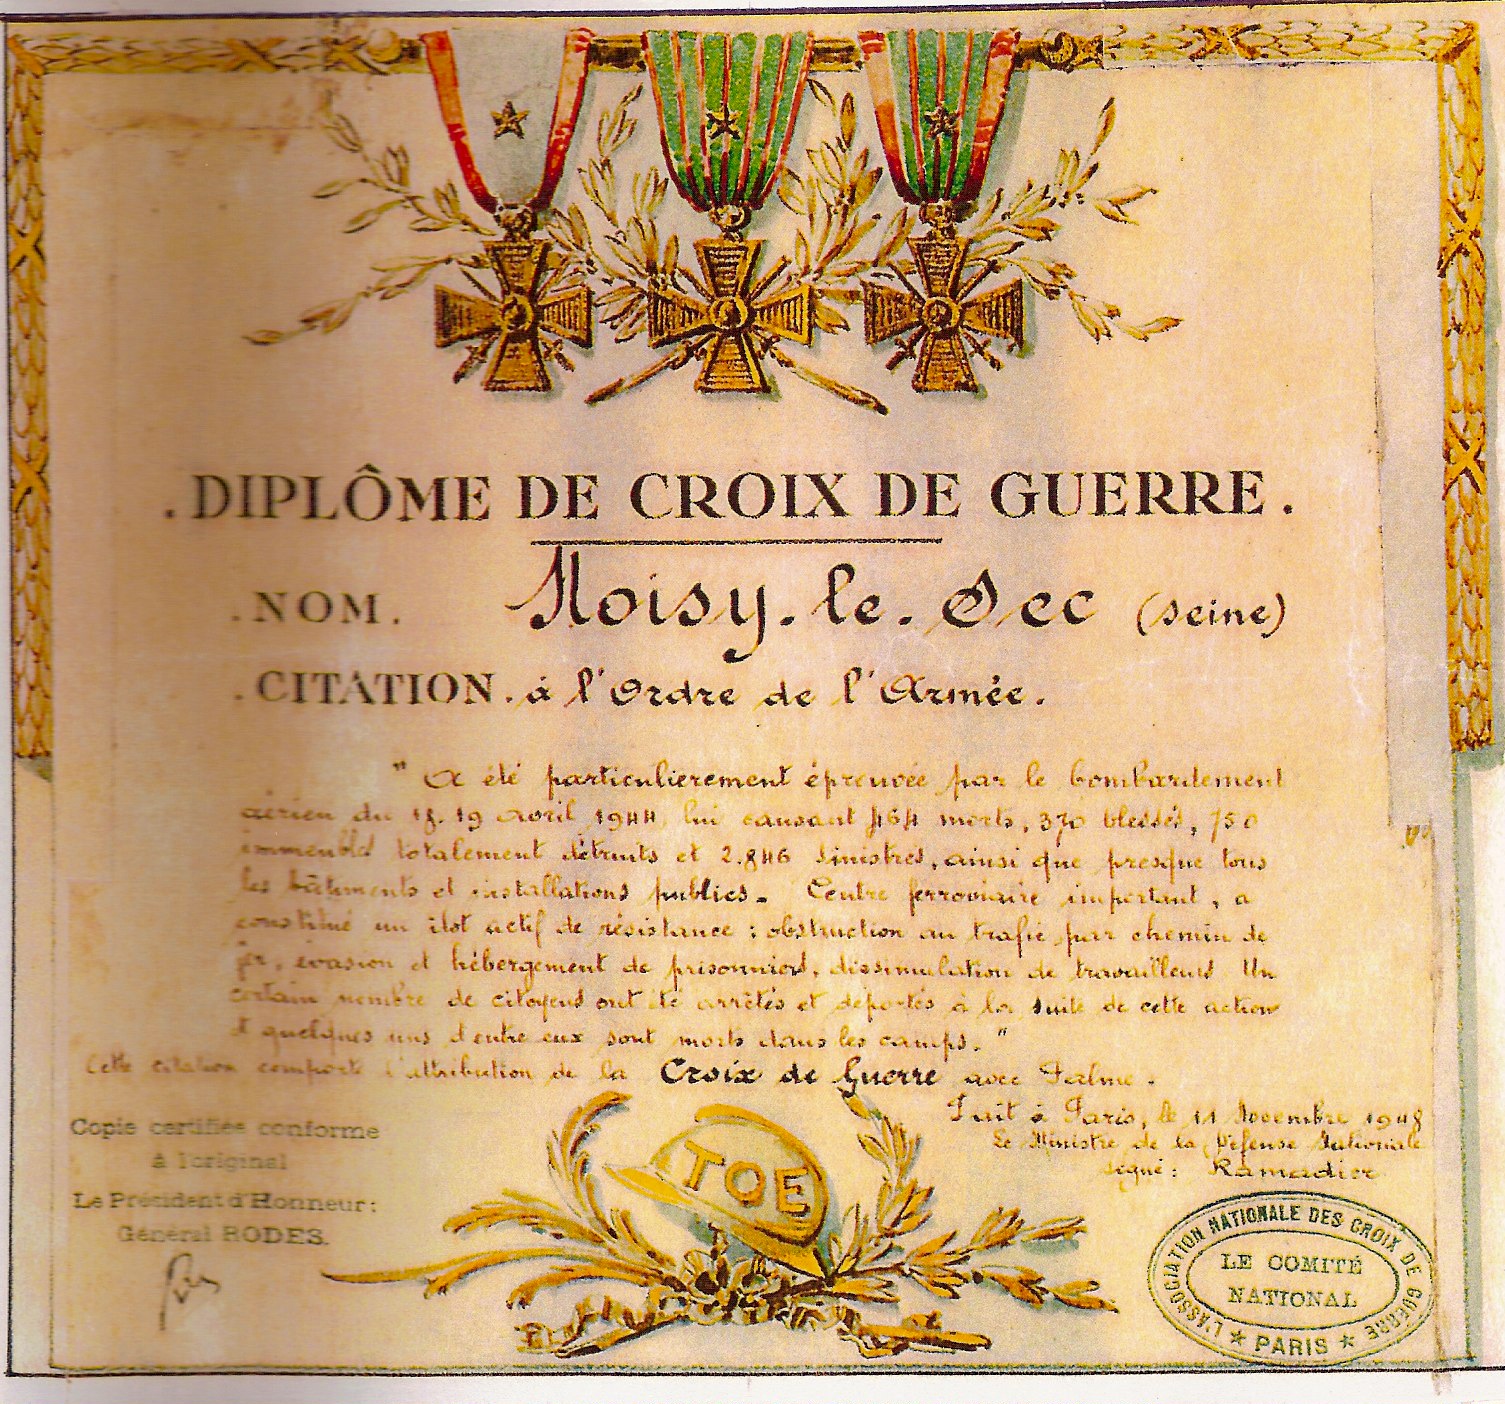 . DIPLÔME DE CROIX DE GUERRE .
. NOM . Noisy . le . Sec (Seine)
. CITATION . à l'Ordre de l'Armée .
" A été particulierement épreuvée par le bombardement
aérien du 18.19 avril 1944, lui causant 464 morts, 370 blessés, 750
immeubles totalement détruits et 2.846 sinistrés, ainsi que presque tous
les bâtiments et installations publics. Centre ferroviaire important, a
constitué un ilot actif de résistance : obstruction au trafic par chemin de
fer, évasion et hébergement de prisonniers, dissimulation de travailleurs Un
certain nombre de citoyens ont été arrêtés et déportés à la suite de cette action
et quelques uns d'entre eux sont morts dans les camps. "
Cette citation comporte l'attribution de la Croix de Guerre avec Palme .
Fait à Paris, le 11 Novembre 1948
Le Ministre de la Défense Nationale
signé : Ramadier
Copie certifiée conforme
à l'original
Le Président d'Honneur :
Général RODES.
TOE
L'ASSOCIATION NATIONALE DES CROIX DE GUERRE
LE COMITÉ
NATIONAL
★ PARIS ★